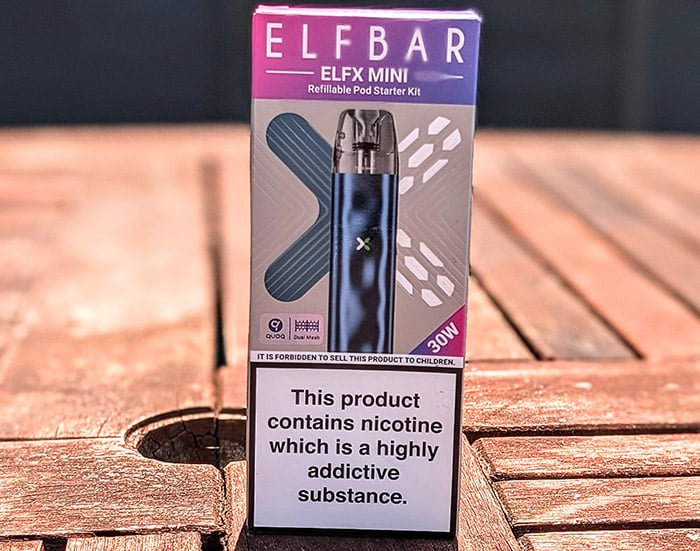 ELFBAR
ELFX MINI
Refillable Pod Starter Kit
QUAQ
Dual Mesh
30W
IT IS FORBIDDEN TO SELL THIS PRODUCT TO CHILDREN.
This product
contains nicotine
which is a highly
addictive
substance.